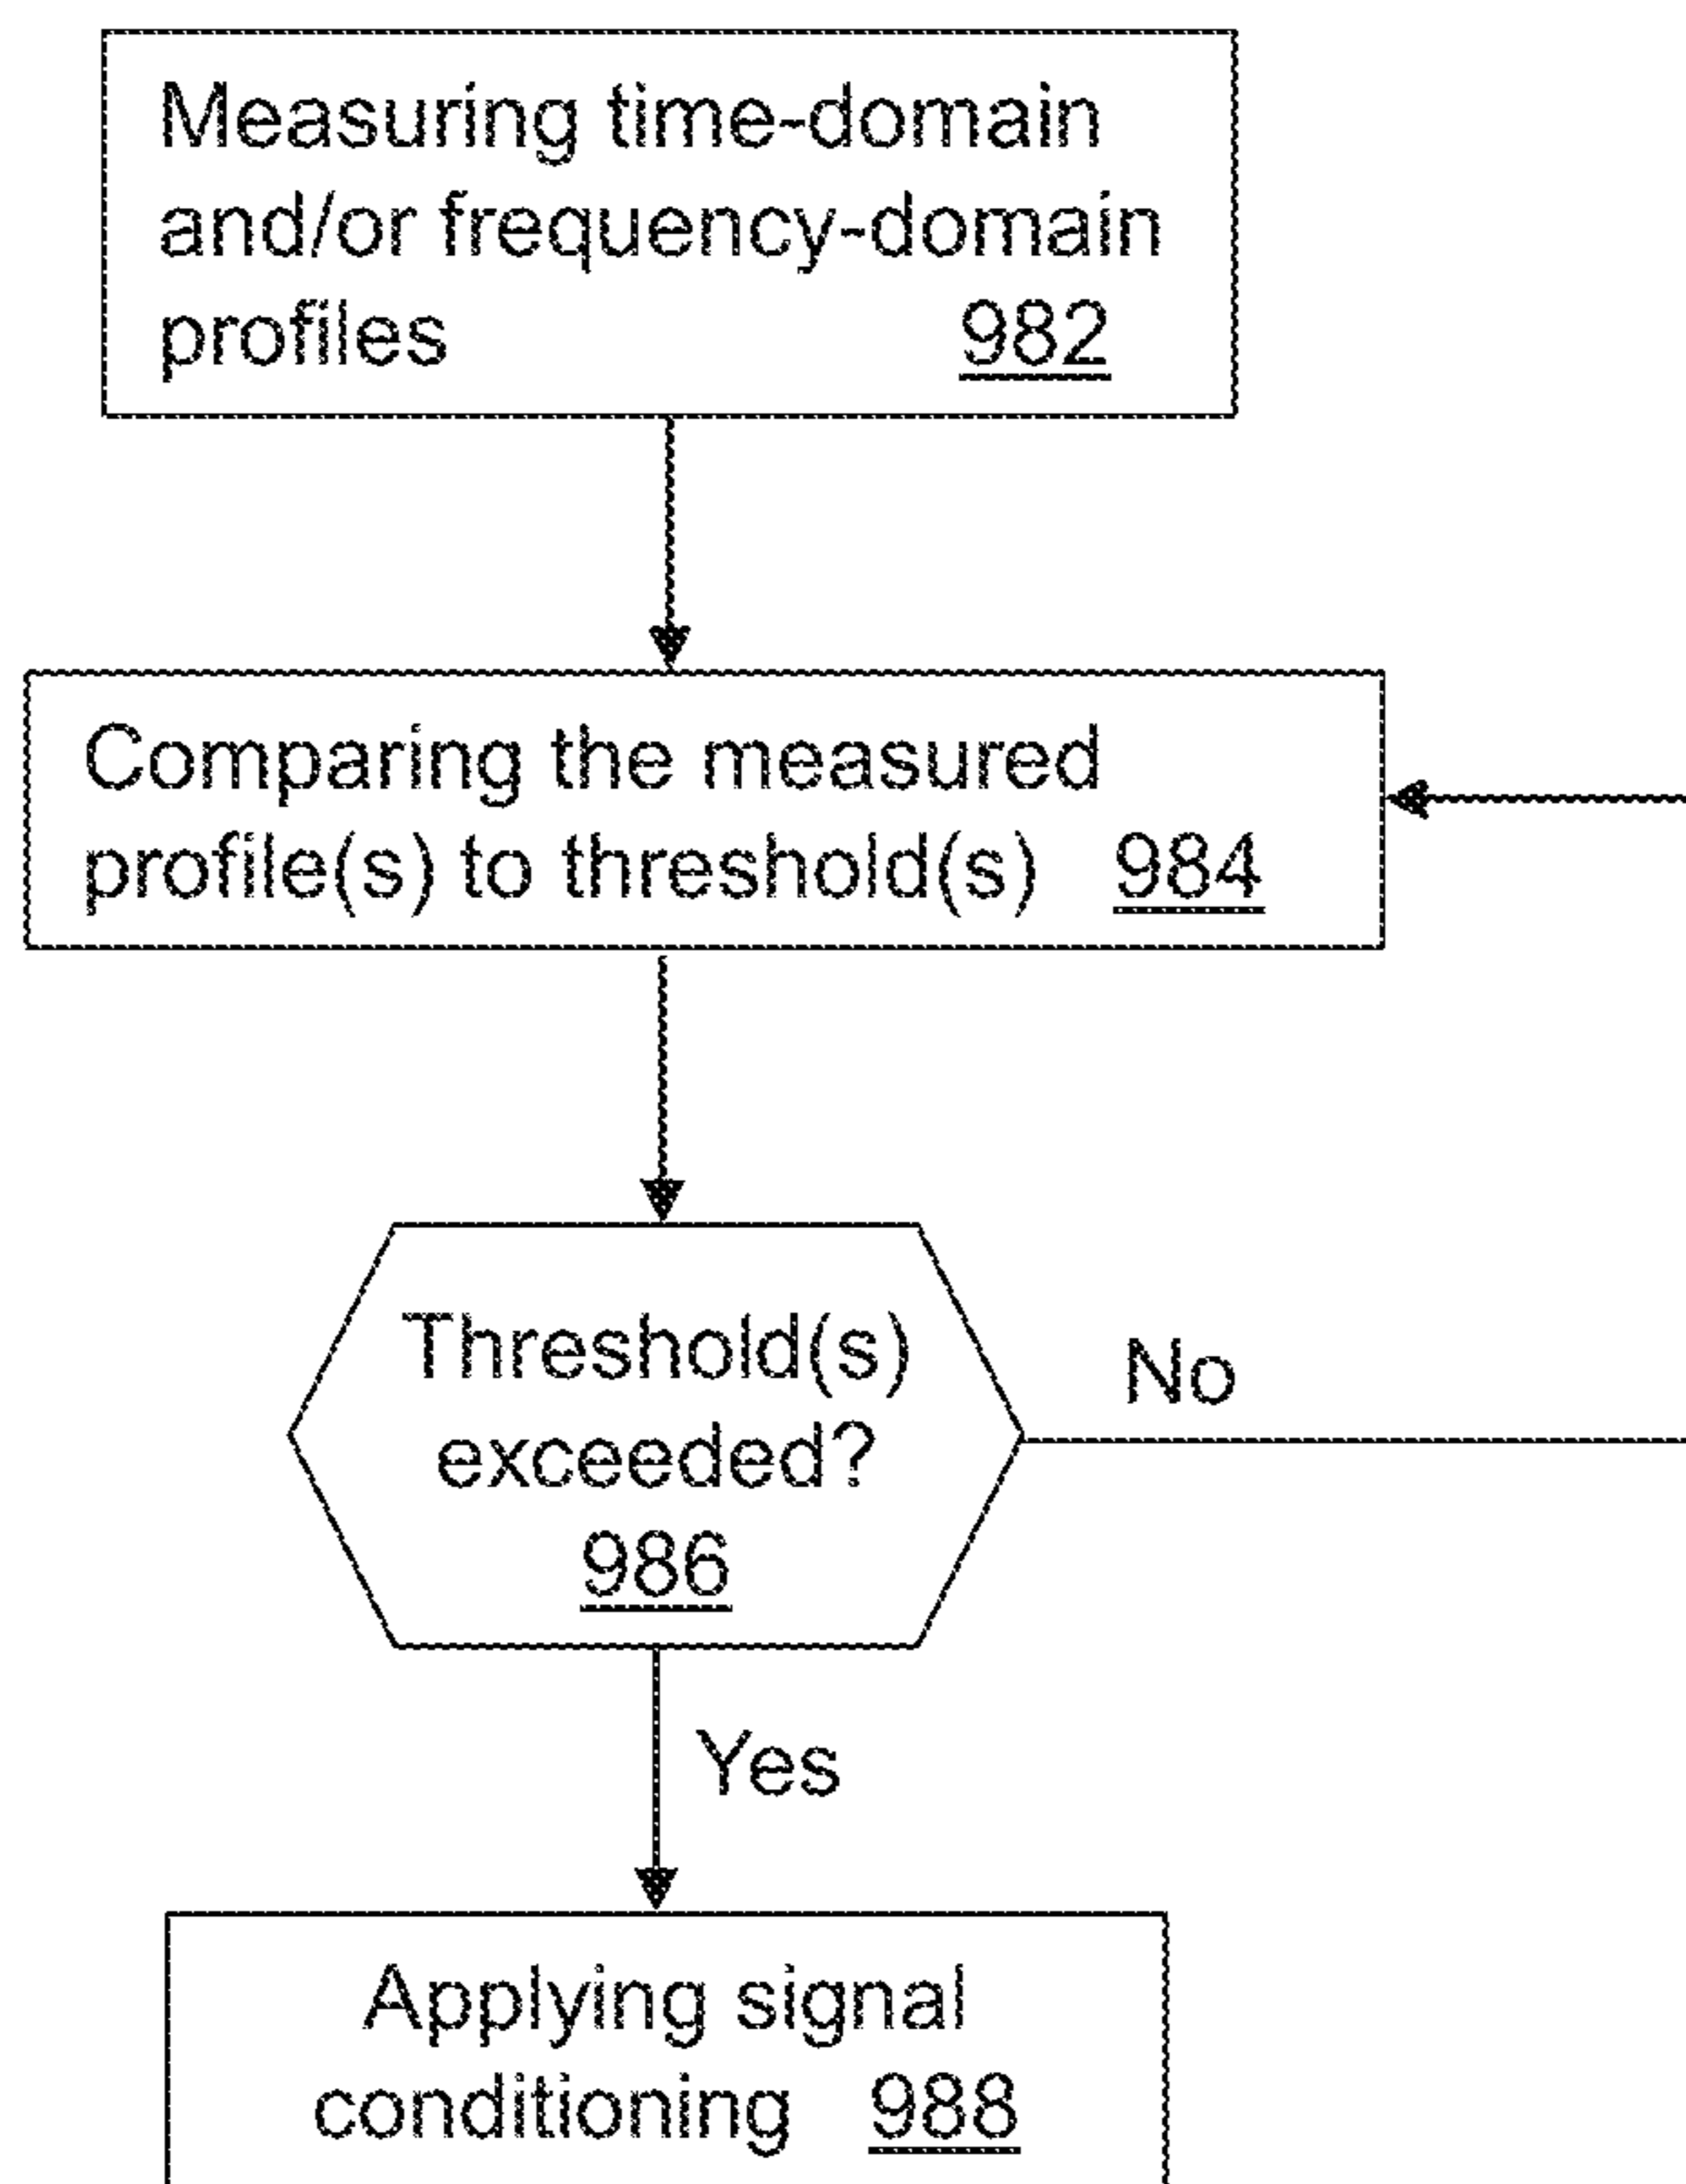 Measuring time-domain
and/or frequency-domain
profiles 982
Comparing the measured
profile(s) to threshold(s) 984
Threshold(s)
exceeded?
986
No
Yes
Applying signal
conditioning 988